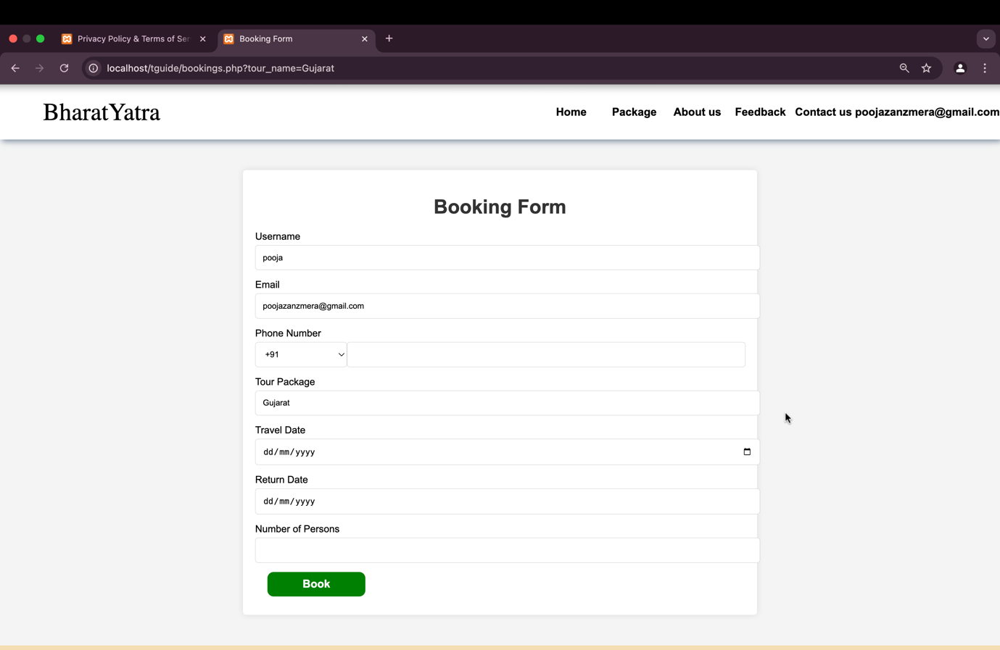 Privacy Policy & Terms of Ser
Booking Form
localhost/tguide/bookings.php?tour_name=Gujarat
BharatYatra
Home Package About us Feedback Contact us poojazanzmera@gmail.com
Booking Form
Username
pooja
Email
poojazanzmera@gmail.com
Phone Number
+91
Tour Package
Gujarat
Travel Date
dd/mm/yyyy
Return Date
dd/mm/yyyy
Number of Persons
Book